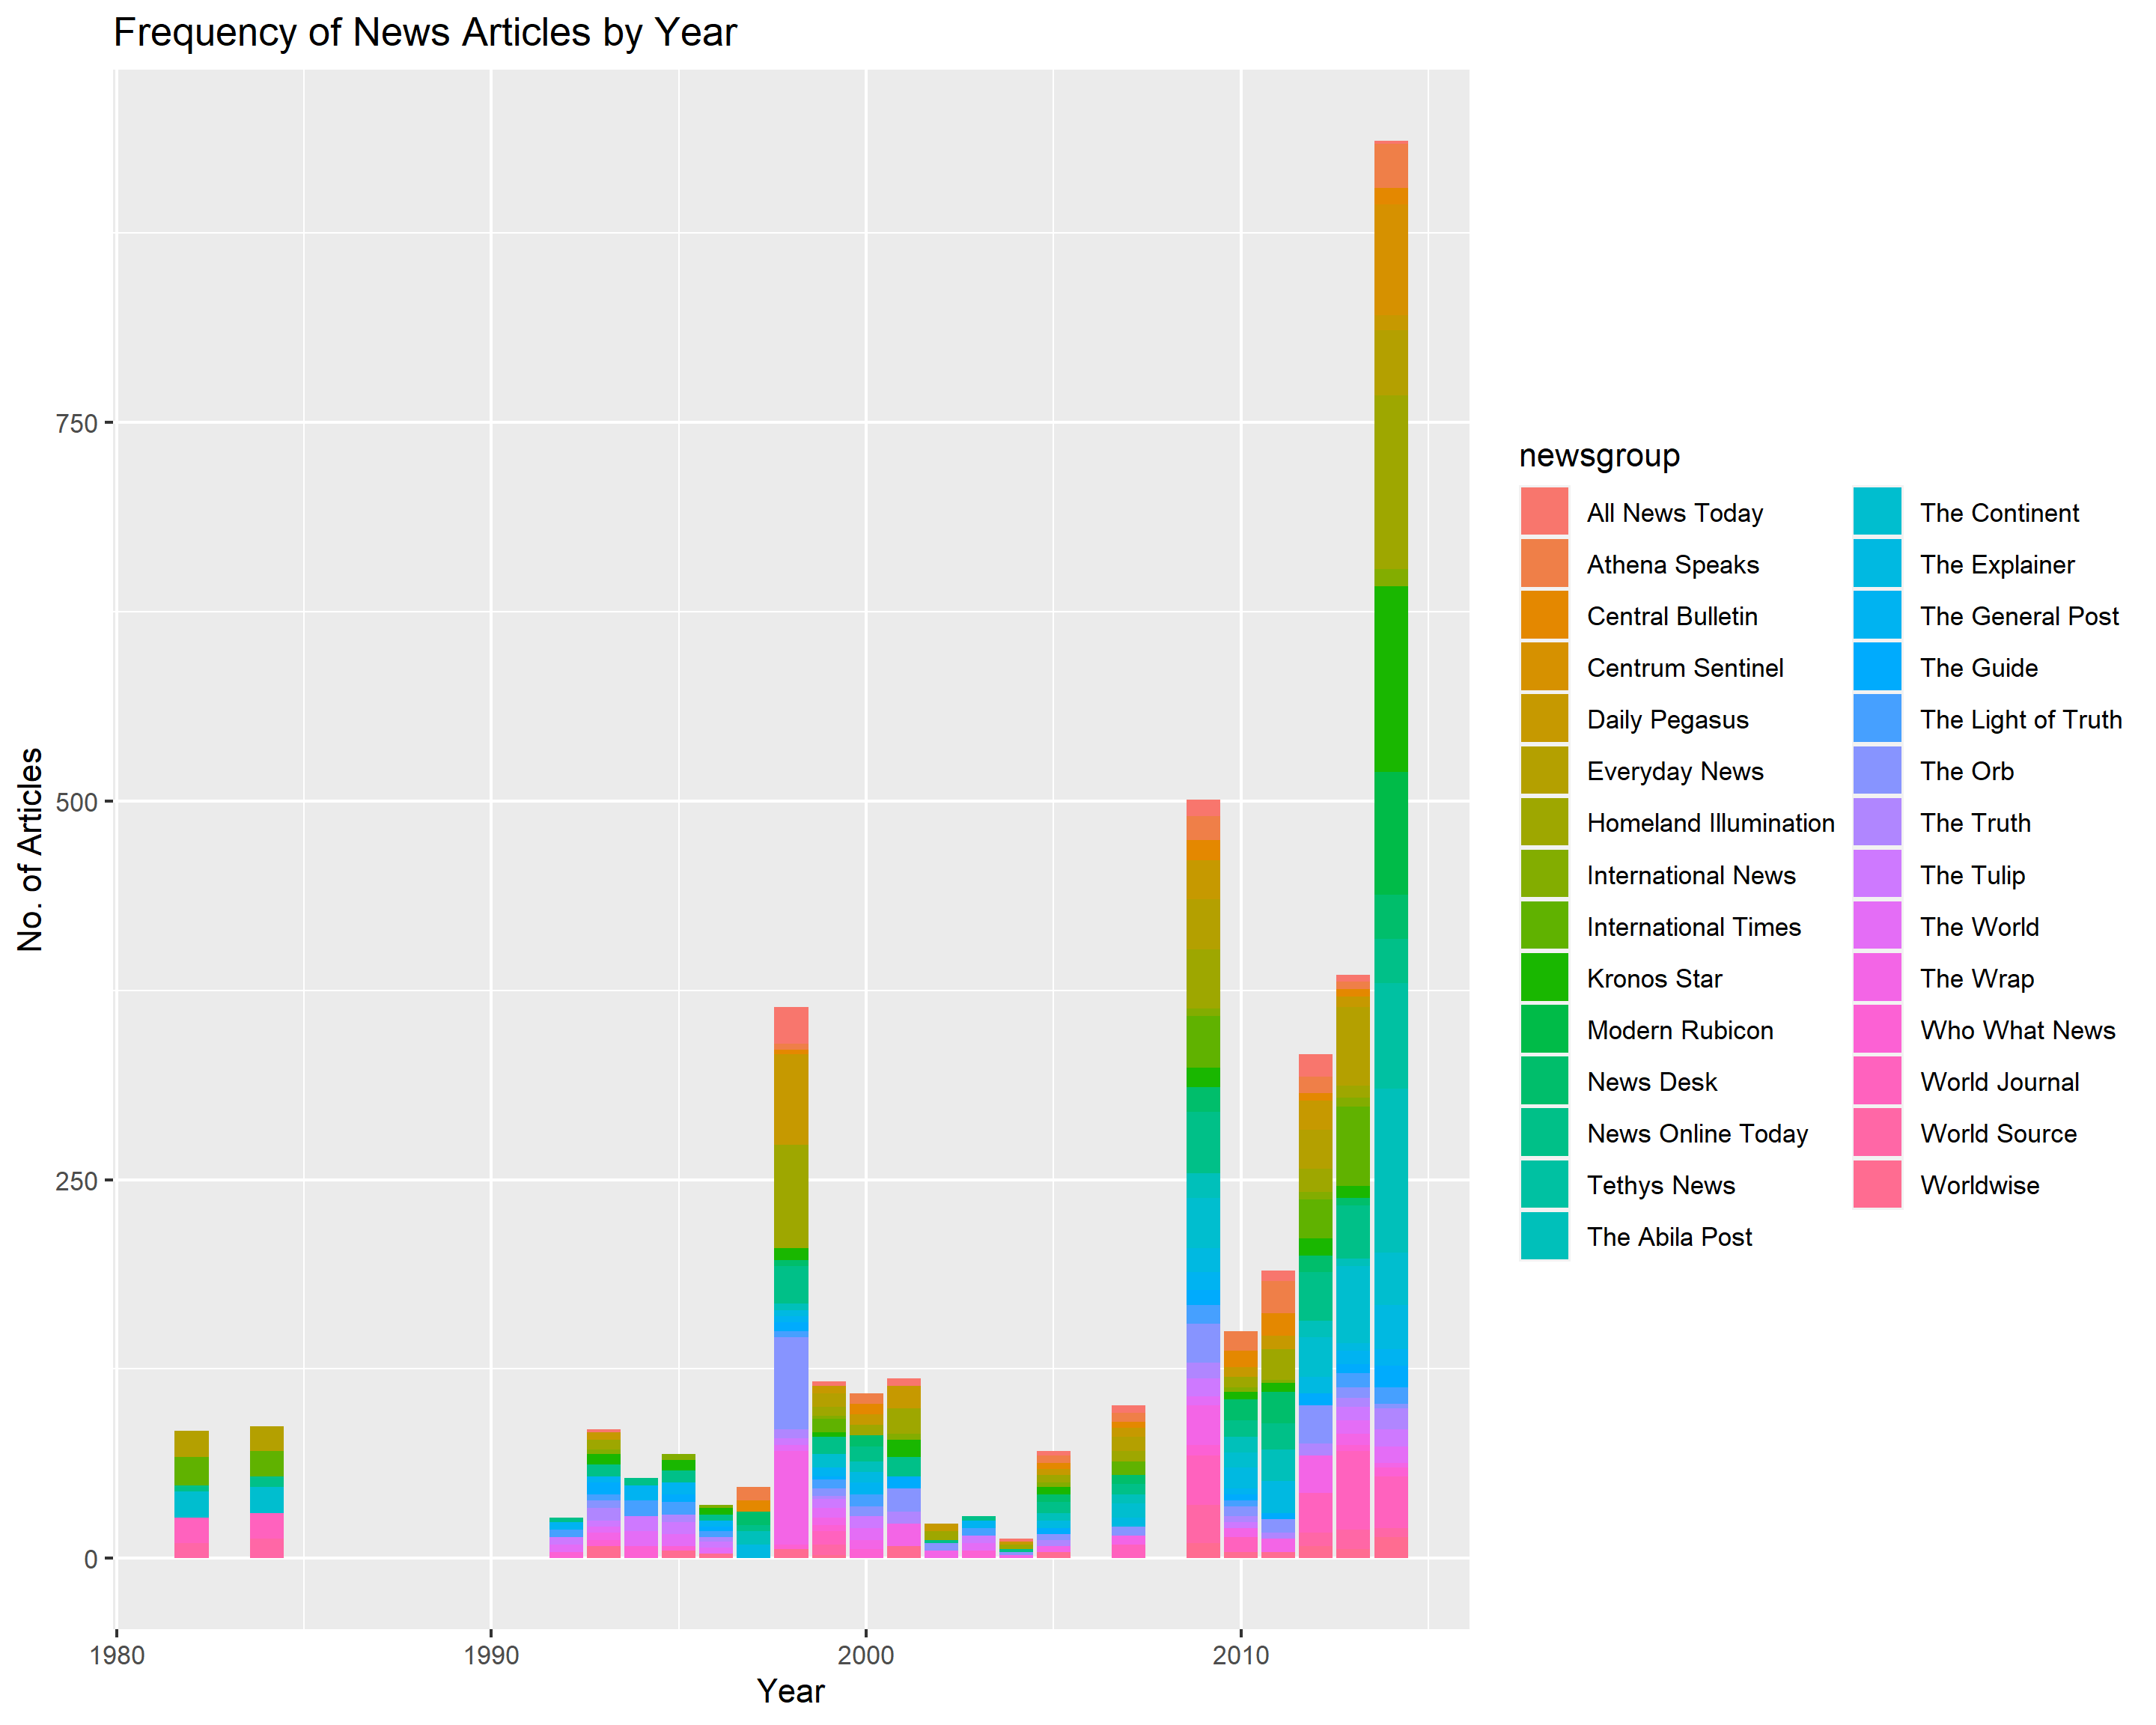 Frequency of News Articles by Year
750
500
250
0
No. of Articles
1980
1990
2000
2010
Year
newsgroup
All News Today
Athena Speaks
Central Bulletin
Centrum Sentinel
Daily Pegasus
Everyday News
Homeland Illumination
International News
International Times
Kronos Star
Modern Rubicon
News Desk
News Online Today
Tethys News
The Abila Post
The Continent
The Explainer
The General Post
The Guide
The Light of Truth
The Orb
The Truth
The Tulip
The World
The Wrap
Who What News
World Journal
World Source
Worldwise